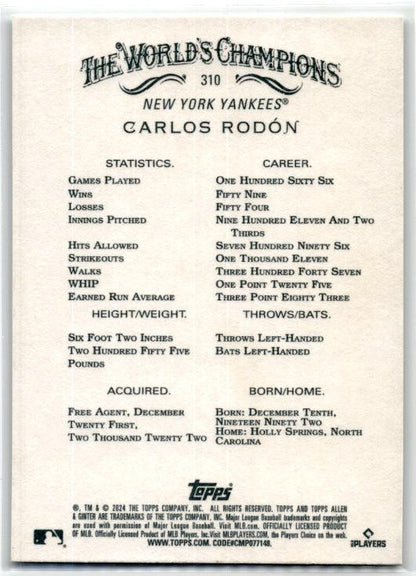 THE WORLD'S CHAMPIONS
310
NEW YORK YANKEES®
CARLOS RODÓN
STATISTICS. CAREER.
GAMES PLAYED ONE HUNDRED SIXTY SIX
WINS FIFTY NINE
LOSSES FIFTY FOUR
INNINGS PITCHED NINE HUNDRED ELEVEN AND TWO
THIRDS
HITS ALLOWED SEVEN HUNDRED NINETY SIX
STRIKEOUTS ONE THOUSAND ELEVEN
WALKS THREE HUNDRED FORTY SEVEN
WHIP ONE POINT TWENTY FIVE
EARNED RUN AVERAGE THREE POINT EIGHTY THREE
HEIGHT/WEIGHT. THROWS/BATS.
SIX FOOT TWO INCHES THROWS LEFT-HANDED
TWO HUNDRED FIFTY FIVE BATS LEFT-HANDED
POUNDS
ACQUIRED. BORN/HOME.
FREE AGENT, DECEMBER BORN: DECEMBER TENTH,
TWENTY FIRST, NINETEEN NINETY TWO
TWO THOUSAND TWENTY TWO HOME: HOLLY SPRINGS, NORTH
CAROLINA
Topps
®, TM & © 2024 THE TOPPS COMPANY, INC. ALL RIGHTS RESERVED. TOPPS AND TOPPS ALLEN
& GINTER ARE TRADEMARKS OF THE TOPPS COMPANY, INC. Major League Baseball trademarks and copyrights
are used with permission of Major League Baseball. Visit MLB.com. OFFICIALLY LICENSED PRODUCT
OF MLB. Officially Licensed Product of MLB Players, Inc. Visit MLBPLAYERS.COM, the Players Choice on the web.
WWW.TOPPS.COM. CODE#CMP077148.
MLB PLAYERS